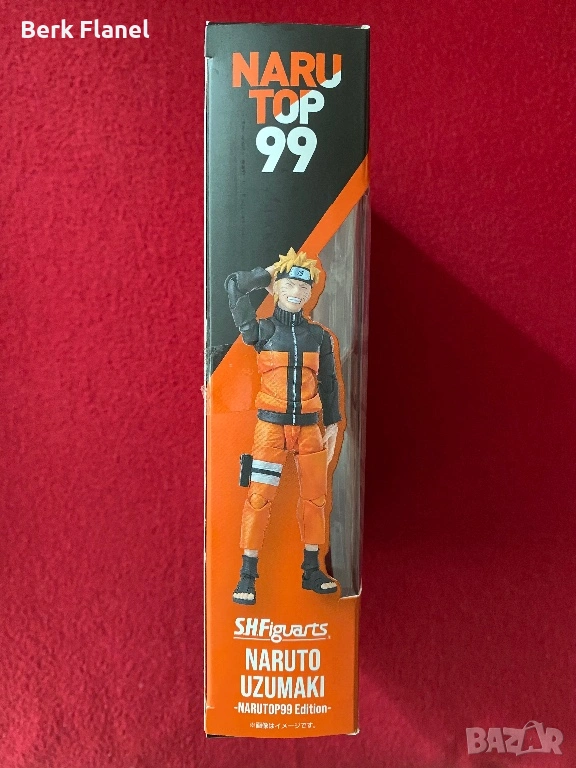 Berk Flanel
NARU
TOP
99
S.H.Figuarts
NARUTO
UZUMAKI
-NARUTOP99 Edition-
※画像はイメージです。
BAZAR